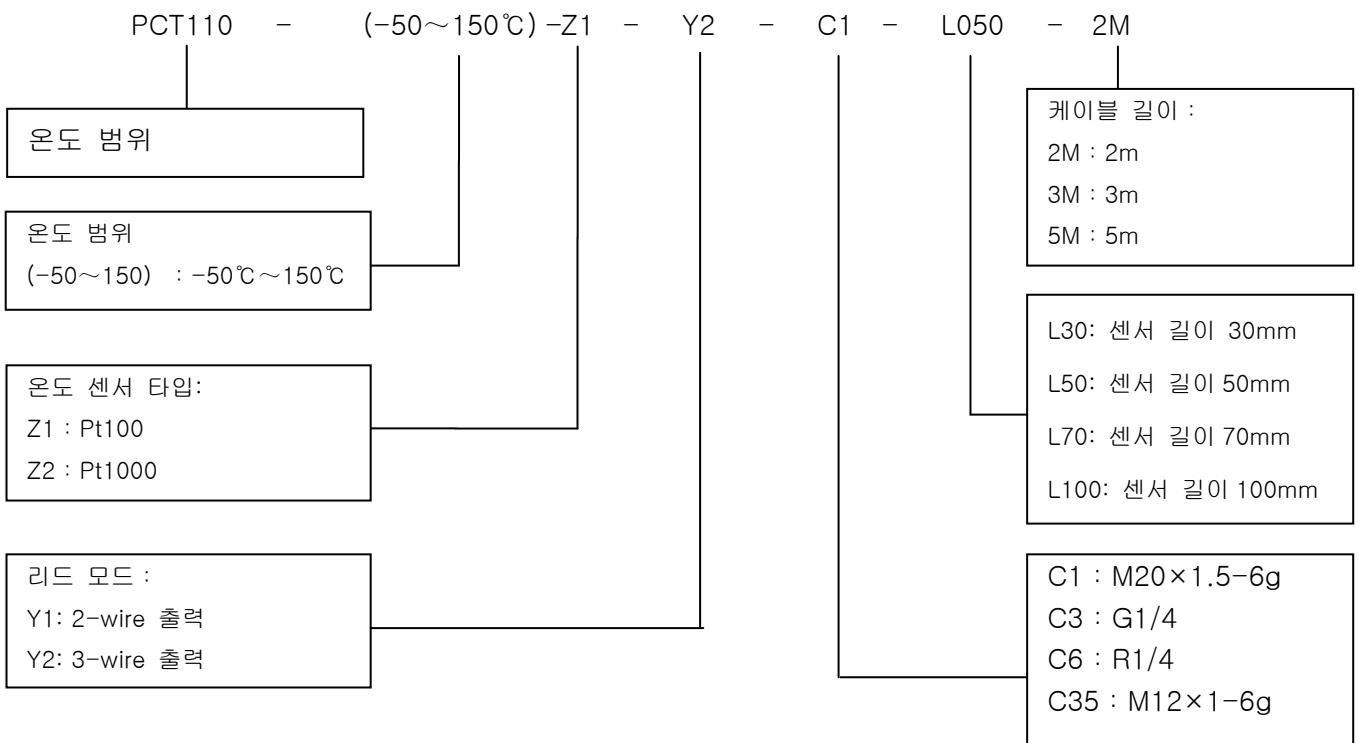 PCT110 - (-50～150℃)-Z1 - Y2 - C1 - L050 - 2M
온도 범위
온도 범위
(-50～150) : -50℃～150℃
온도 센서 타입:
Z1 : Pt100
Z2 : Pt1000
리드 모드 :
Y1: 2-wire 출력
Y2: 3-wire 출력
케이블 길이 :
2M : 2m
3M : 3m
5M : 5m
L30: 센서 길이 30mm
L50: 센서 길이 50mm
L70: 센서 길이 70mm
L100: 센서 길이 100mm
C1 : M20×1.5-6g
C3 : G1/4
C6 : R1/4
C35 : M12×1-6g